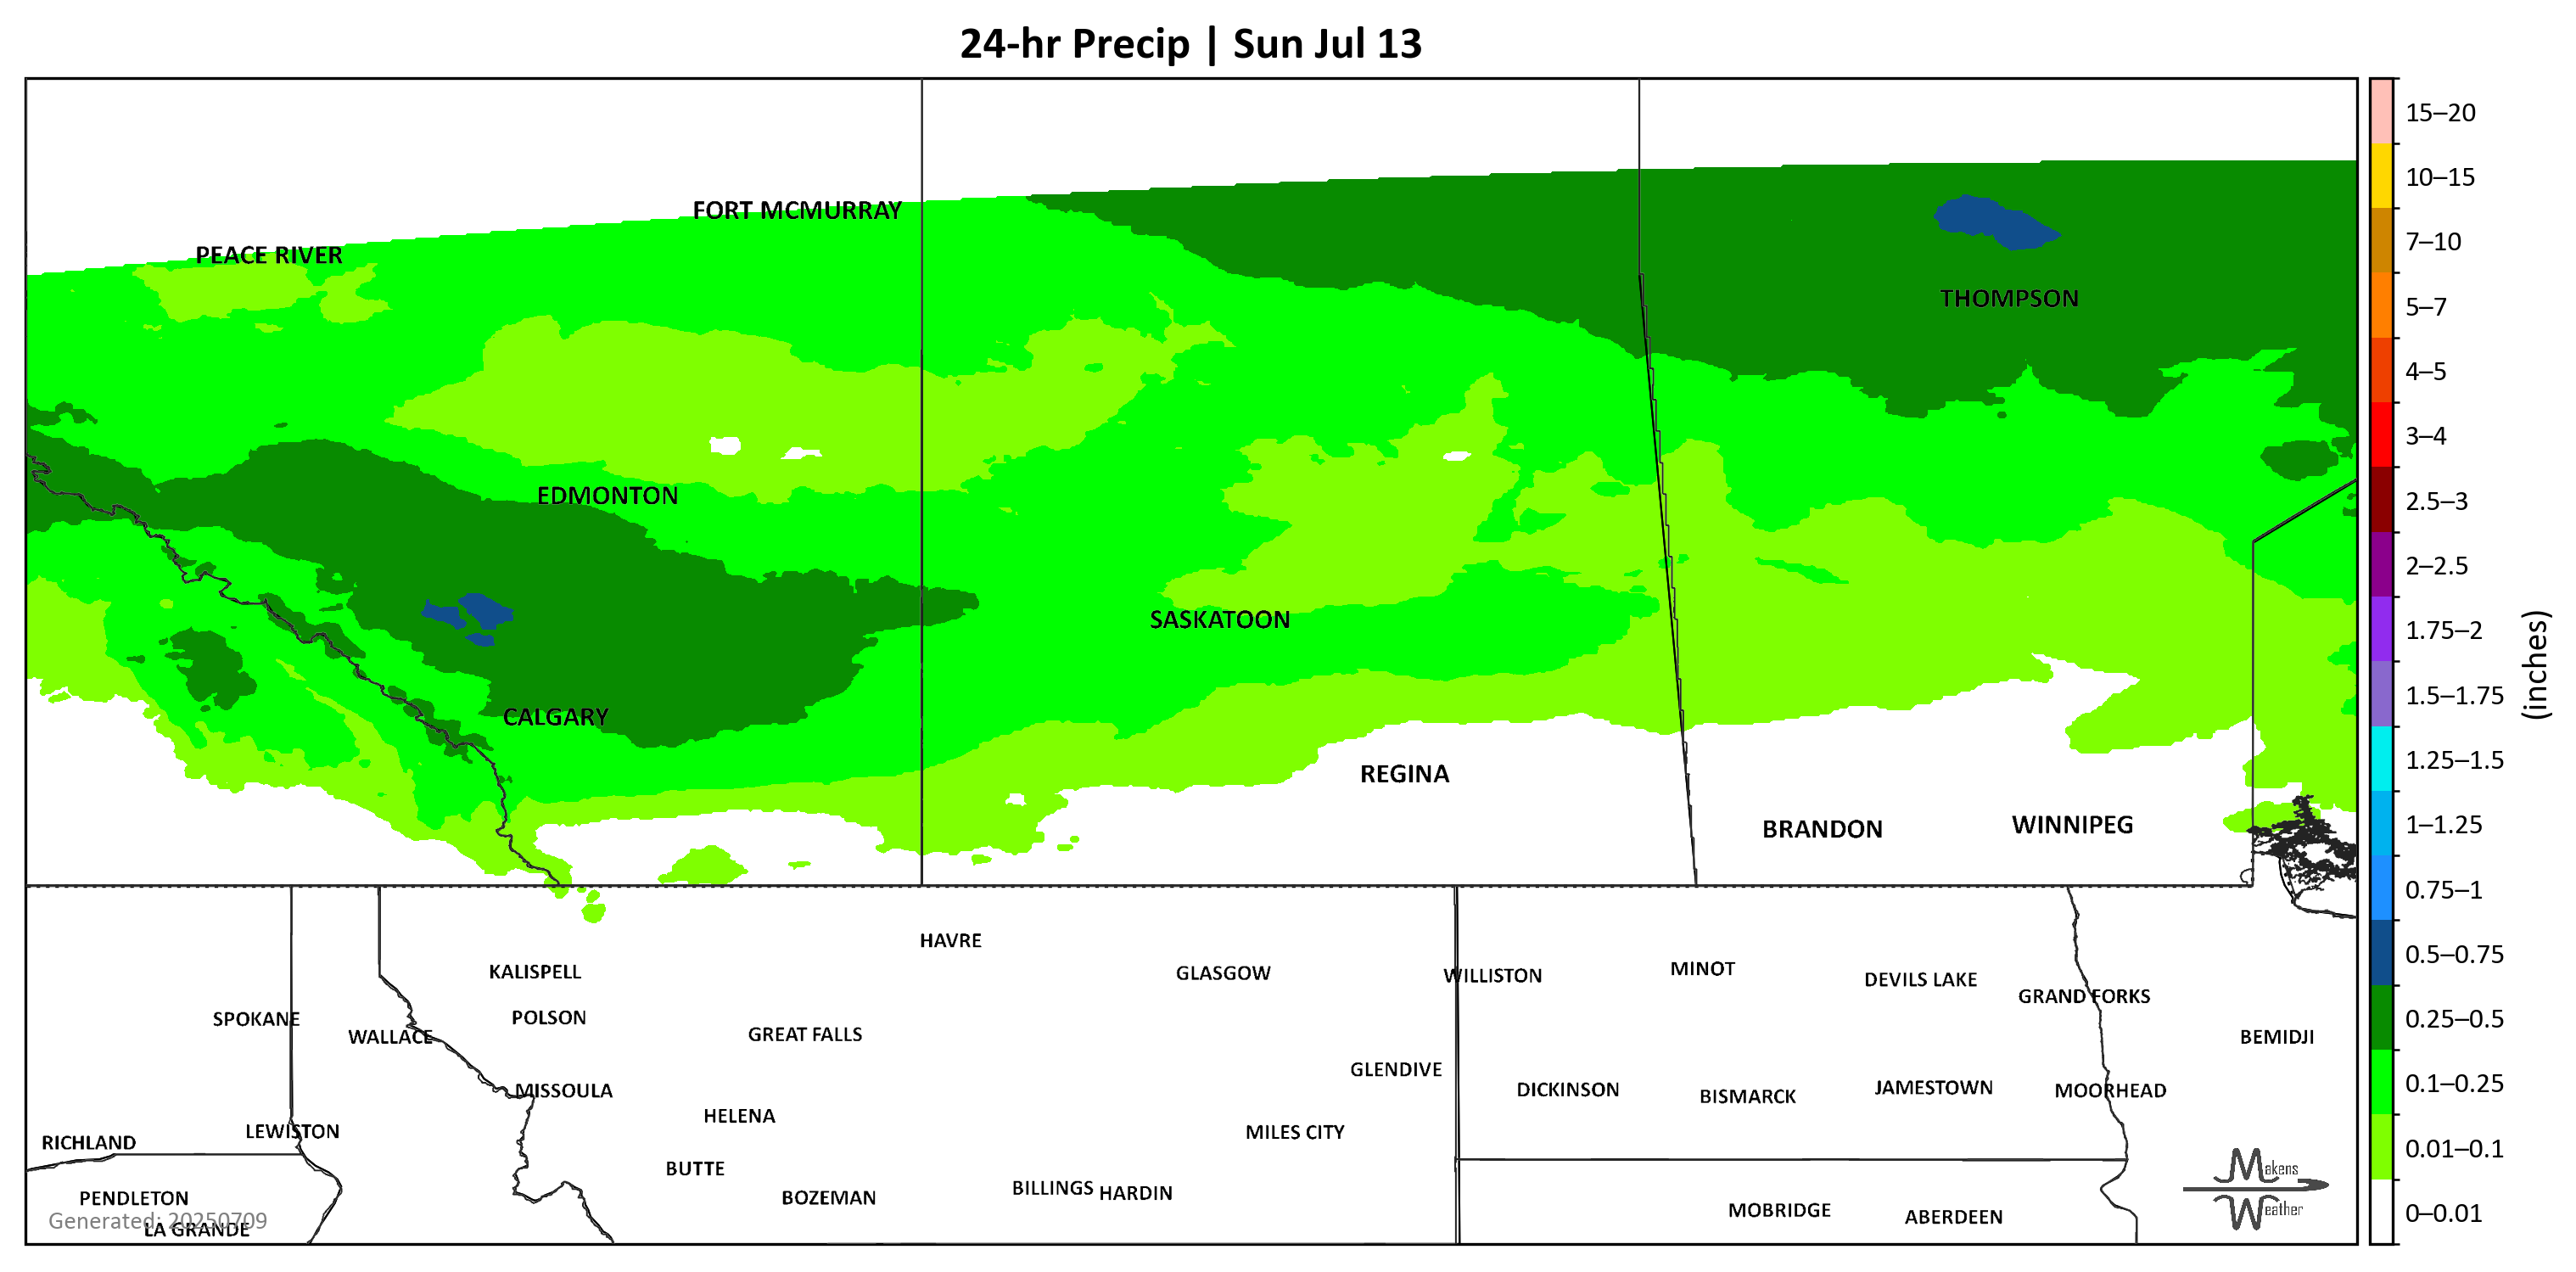 24-hr Precip | Sun Jul 13
15–20
10–15
7–10
5–7
4–5
3–4
2.5–3
2–2.5
1.75–2
1.5–1.75
1.25–1.5
1–1.25
0.75–1
0.5–0.75
0.25–0.5
0.1–0.25
0.01–0.1
0–0.01
(inches)
FORT MCMURRAY
PEACE RIVER
THOMPSON
EDMONTON
SASKATOON
CALGARY
REGINA
BRANDON
WINNIPEG
HAVRE
KALISPELL
GLASGOW
WILLISTON
MINOT
DEVILS LAKE
GRAND FORKS
SPOKANE
WALLACE
POLSON
GREAT FALLS
BEMIDJI
GLENDIVE
MISSOULA
DICKINSON
BISMARCK
JAMESTOWN
MOORHEAD
HELENA
LEWISTON
MILES CITY
RICHLAND
BUTTE
BOZEMAN
BILLINGS
HARDIN
PENDLETON
MOBRIDGE
ABERDEEN
Generated: 20250709
LA GRANDE
Makens
Weather